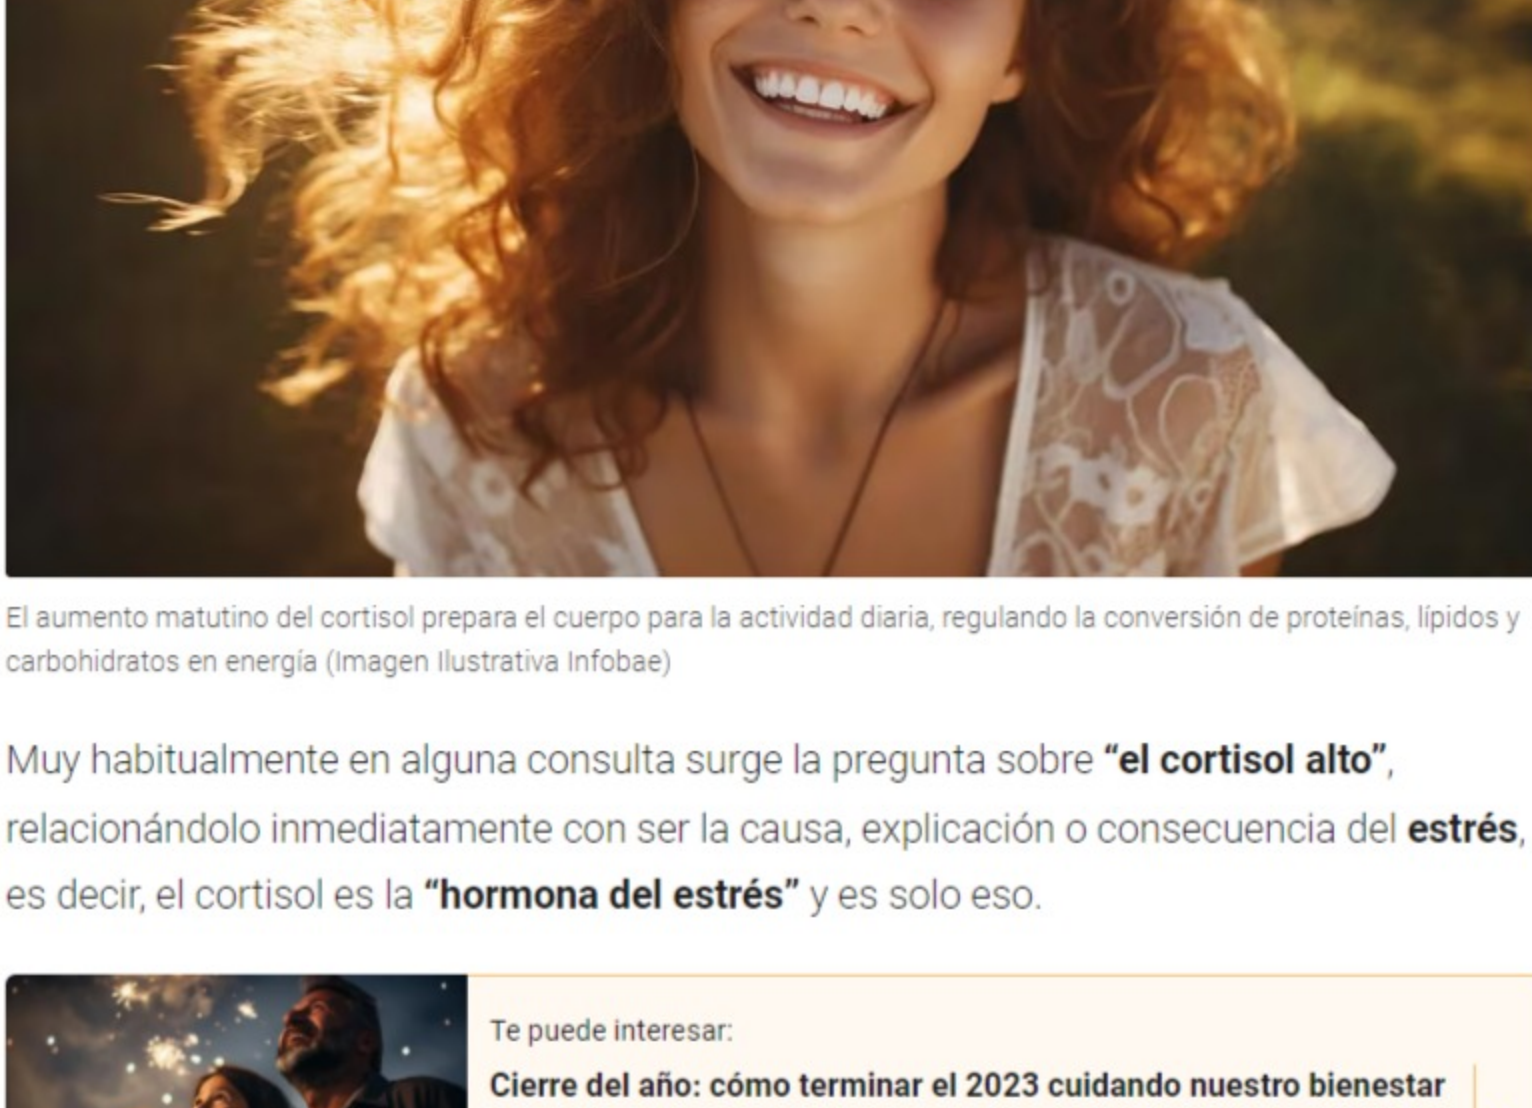 El aumento matutino del cortisol prepara el cuerpo para la actividad diaria, regulando la conversión de proteínas, lípidos y
carbohidratos en energía (Imagen Ilustrativa Infobae)
Muy habitualmente en alguna consulta surge la pregunta sobre “el cortisol alto”,
relacionándolo inmediatamente con ser la causa, explicación o consecuencia del estrés,
es decir, el cortisol es la “hormona del estrés” y es solo eso.
Te puede interesar:
Cierre del año: cómo terminar el 2023 cuidando nuestro bienestar